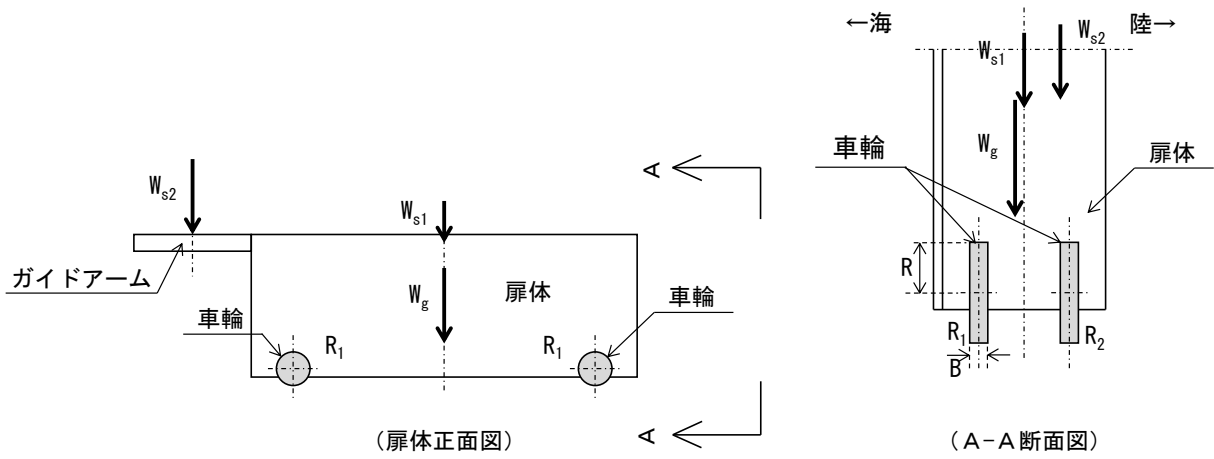 W_s2
W_s1
W_g
扉体
ガイドアーム
車輪
R_1
R_1
車輪
A
A
(扉体正面図)
←海
陸→
W_s1
W_s2
W_g
車輪
扉体
R
R_1
R_2
B
(A-A断面図)